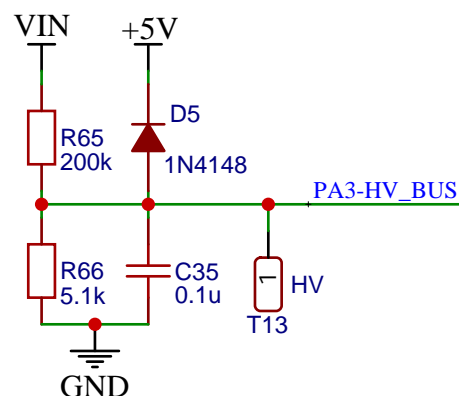 VIN
+5V
D5
R65
200k
1N4148
PA3-HV_BUS
R66
5.1k
C35
0.1u
1
HV
T13
GND